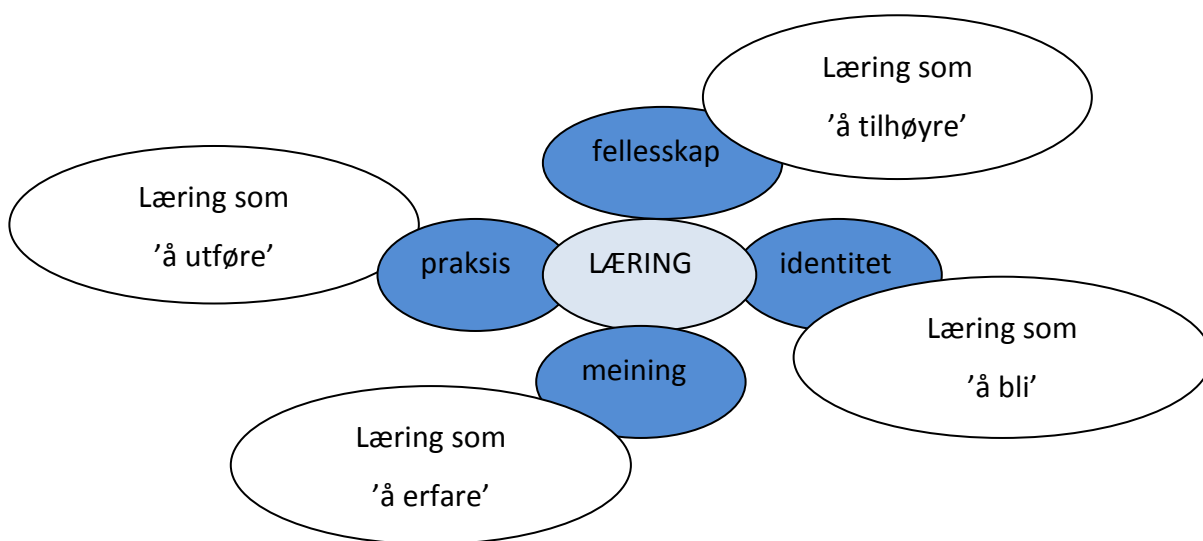 Læring som
’å tilhøyre’
fellesskap
Læring som
’å utføre’
praksis
LÆRING
identitet
Læring som
’å bli’
meining
Læring som
’å erfare’